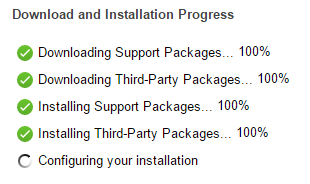 Download and Installation Progress
Downloading Support Packages... 100%
Downloading Third-Party Packages... 100%
Installing Support Packages... 100%
Installing Third-Party Packages... 100%
Configuring your installation